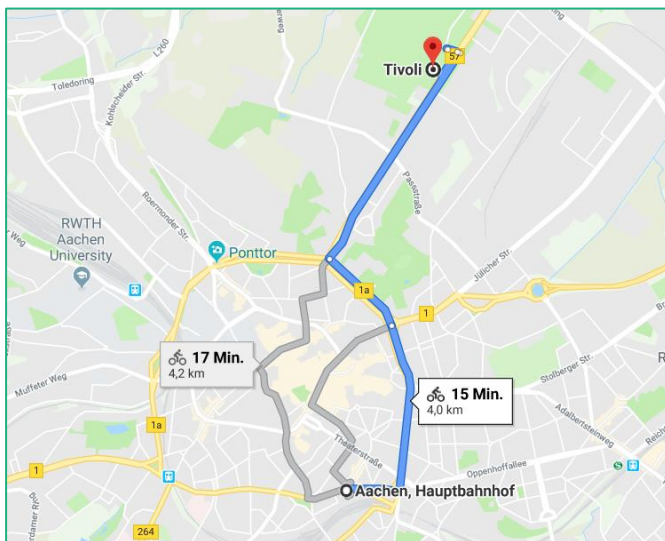 Toledoring
L260
Kohlscheider Str.
57
Tivoli
Roermonder Str.
Passstraße
RWTH
Aachen
University
Ponttor
Jülicher Str.
1a
1
17 Min.
4,2 km
15 Min.
4,0 km
Muffeter Weg
Stolberger Str.
1a
Adalbertsteinweg
Theaterstraße
Oppenhoffallee
1
Aachen, Hauptbahnhof
264